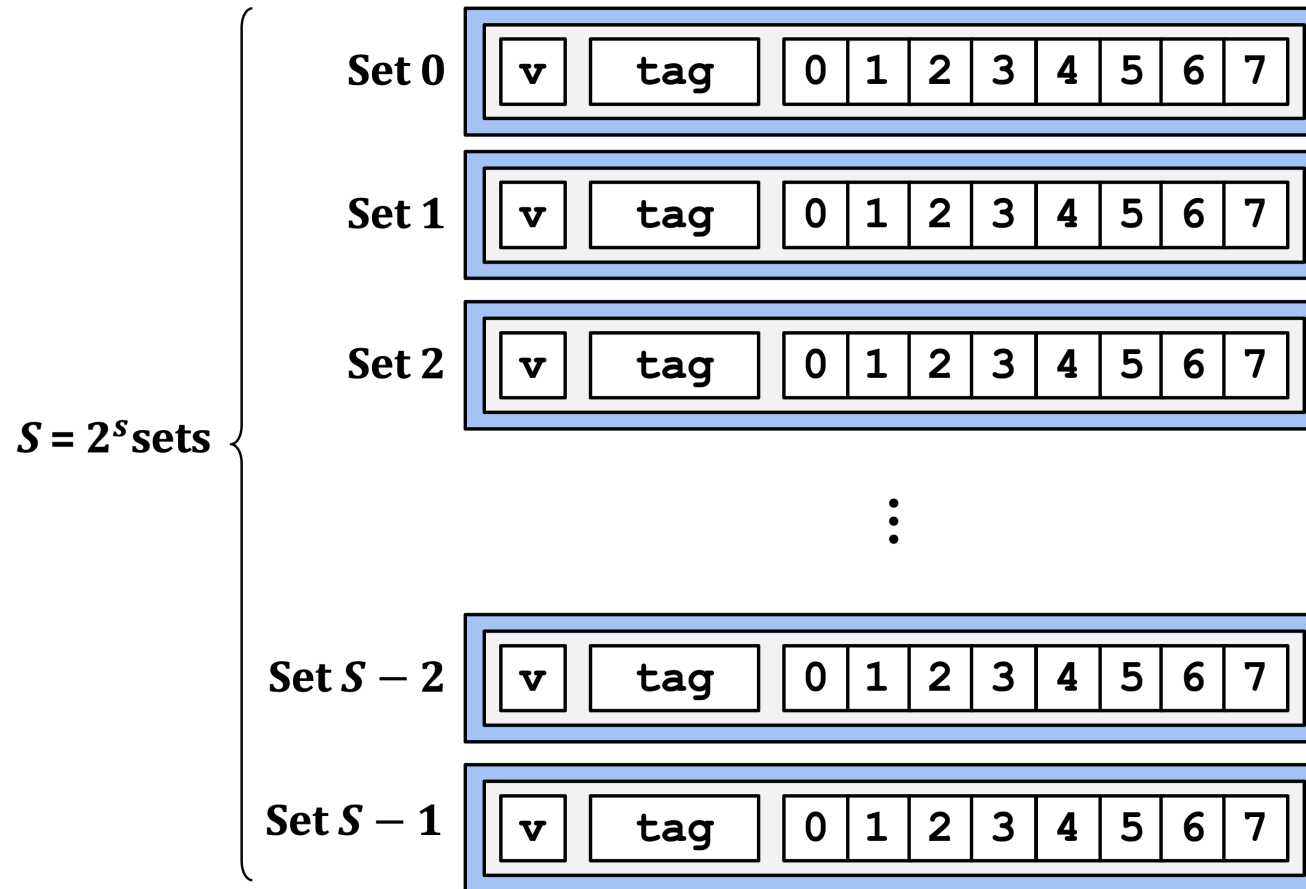 Set 0 v tag 0 1 2 3 4 5 6 7
Set 1 v tag 0 1 2 3 4 5 6 7
Set 2 v tag 0 1 2 3 4 5 6 7
S = 2ˢ sets
⋮
Set S − 2 v tag 0 1 2 3 4 5 6 7
Set S − 1 v tag 0 1 2 3 4 5 6 7